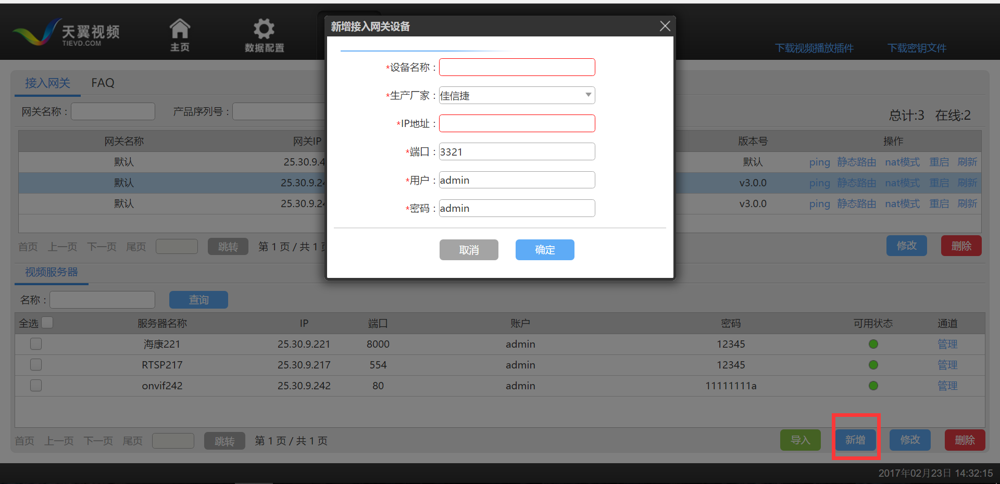 天翼视频
TIEVD.COM
主页
数据配置
下载视频播放插件
下载密钥文件
新增接入网关设备
*设备名称：
*生产厂家：佳信捷
*IP地址：
*端口：3321
*用户：admin
*密码：admin
取消 确定
接入网关 FAQ
网关名称： 产品序列号：
总计:3 在线:2
网关名称 网关IP 版本号 操作
默认 25.30.9.4 默认 ping 静态路由 nat模式 重启 刷新
默认 25.30.9.24 v3.0.0 ping 静态路由 nat模式 重启 刷新
默认 25.30.9.24 v3.0.0 ping 静态路由 nat模式 重启 刷新
首页 上一页 下一页 尾页 跳转 第 1 页 / 共 1 修改 删除
视频服务器
名称： 查询
全选 服务器名称 IP 端口 账户 密码 可用状态 通道
海康221 25.30.9.221 8000 admin 12345 管理
RTSP217 25.30.9.217 554 admin 12345 管理
onvif242 25.30.9.242 80 admin 11111111a 管理
首页 上一页 下一页 尾页 跳转 第 1 页 / 共 1 页 导入 新增 修改 删除
2017年02月23日 14:32:15